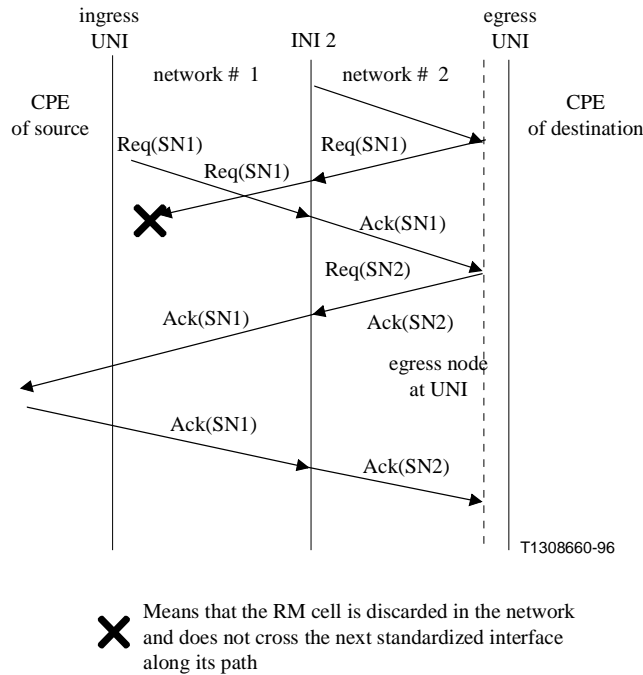 ingress
UNI
INI 2
egress
UNI
network # 1
network # 2
CPE
of source
CPE
of destination
Req(SN1)
Req(SN1)
Req(SN1)
Ack(SN1)
Req(SN2)
Ack(SN1)
Ack(SN2)
egress node
at UNI
Ack(SN1)
Ack(SN2)
T1308660-96
Means that the RM cell is discarded in the network
and does not cross the next standardized interface
along its path